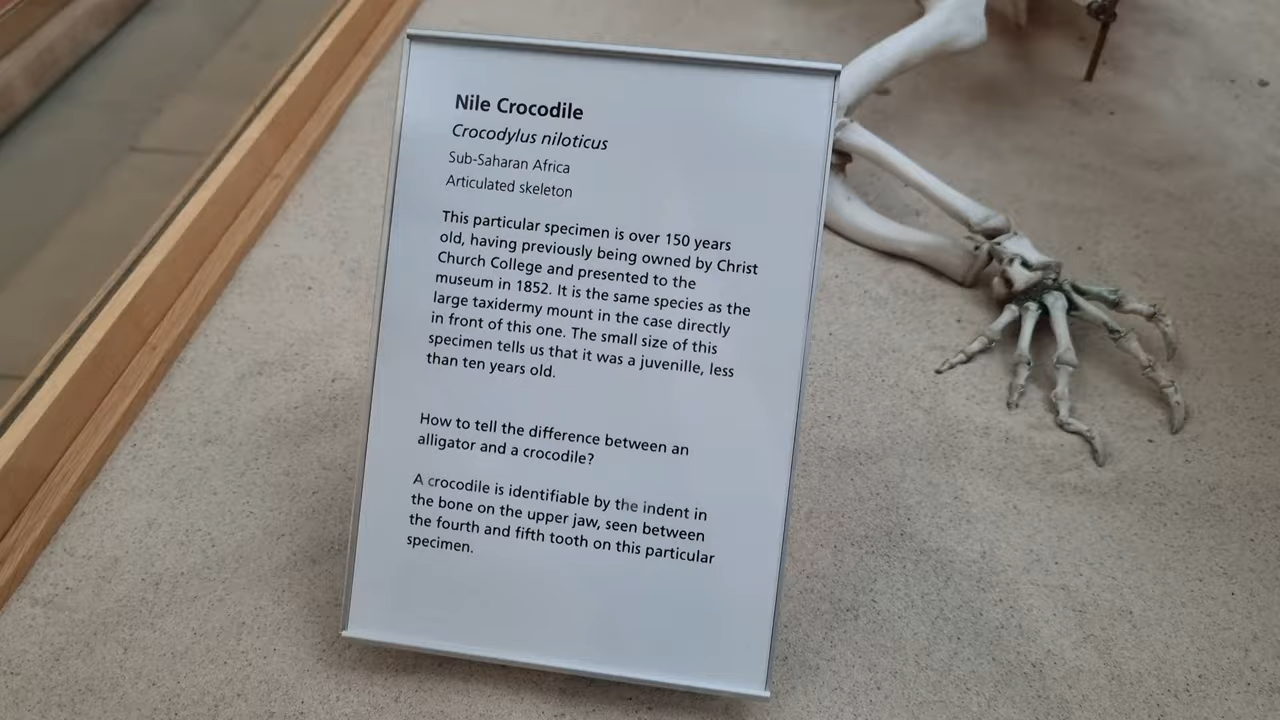 Nile Crocodile
Crocodylus niloticus
Sub-Saharan Africa
Articulated skeleton
This particular specimen is over 150 years
old, having previously being owned by Christ
Church College and presented to the
museum in 1852. It is the same species as the
large taxidermy mount in the case directly
in front of this one. The small size of this
specimen tells us that it was a juvenille, less
than ten years old.
How to tell the difference between an
alligator and a crocodile?
A crocodile is identifiable by the indent in
the bone on the upper jaw, seen between
the fourth and fifth tooth on this particular
specimen.